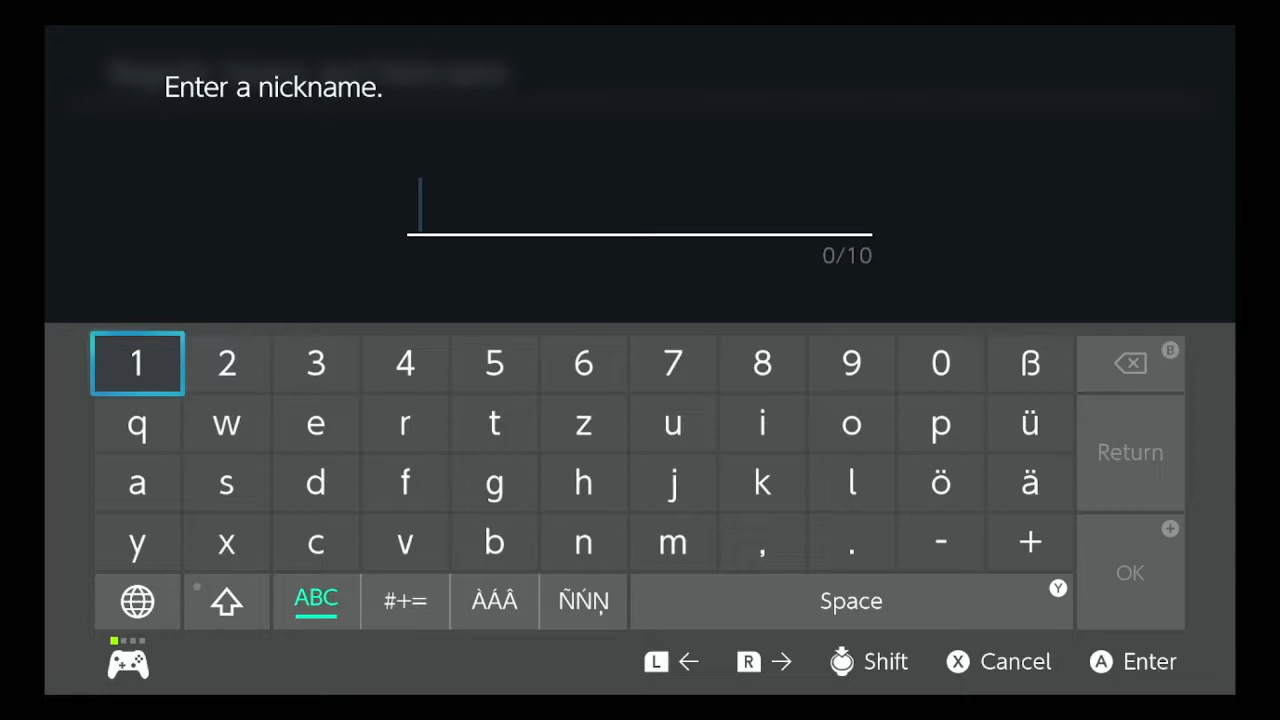 Enter a nickname.
0/10
1 2 3 4 5 6 7 8 9 0 ß B
q w e r t z u i o p ü Return
a s d f g h j k l ö ä
y x c v b n m , . - + OK
ABC #+= ÀÁÂ ÑŃŅ Space Y
L ← R → Shift X Cancel A Enter